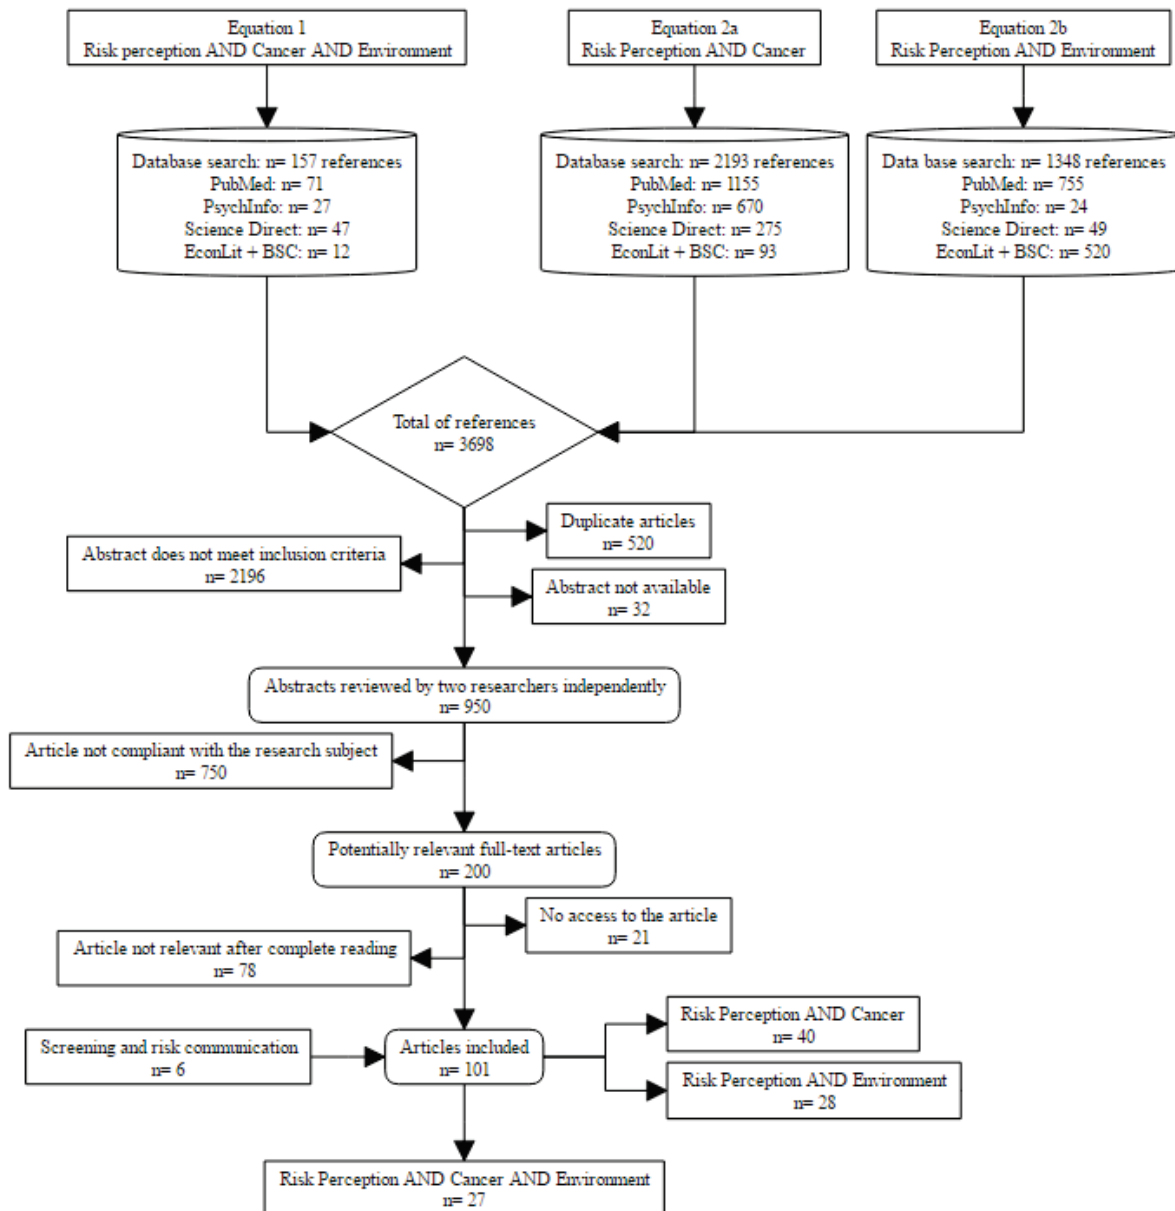 Equation 1
Risk perception AND Cancer AND Environment
Equation 2a
Risk Perception AND Cancer
Equation 2b
Risk Perception AND Environment
Database search: n= 157 references
PubMed: n= 71
PsychInfo: n= 27
Science Direct: n= 47
EconLit + BSC: n= 12
Database search: n= 2193 references
PubMed: n= 1155
PsychInfo: n= 670
Science Direct: n= 275
EconLit + BSC: n= 93
Data base search: n= 1348 references
PubMed: n= 755
PsychInfo: n= 24
Science Direct: n= 49
EconLit + BSC: n= 520
Total of references
n= 3698
Duplicate articles
n= 520
Abstract does not meet inclusion criteria
n= 2196
Abstract not available
n= 32
Abstracts reviewed by two researchers independently
n= 950
Article not compliant with the research subject
n= 750
Potentially relevant full-text articles
n= 200
No access to the article
n= 21
Article not relevant after complete reading
n= 78
Screening and risk communication
n= 6
Articles included
n= 101
Risk Perception AND Cancer
n= 40
Risk Perception AND Environment
n= 28
Risk Perception AND Cancer AND Environment
n= 27